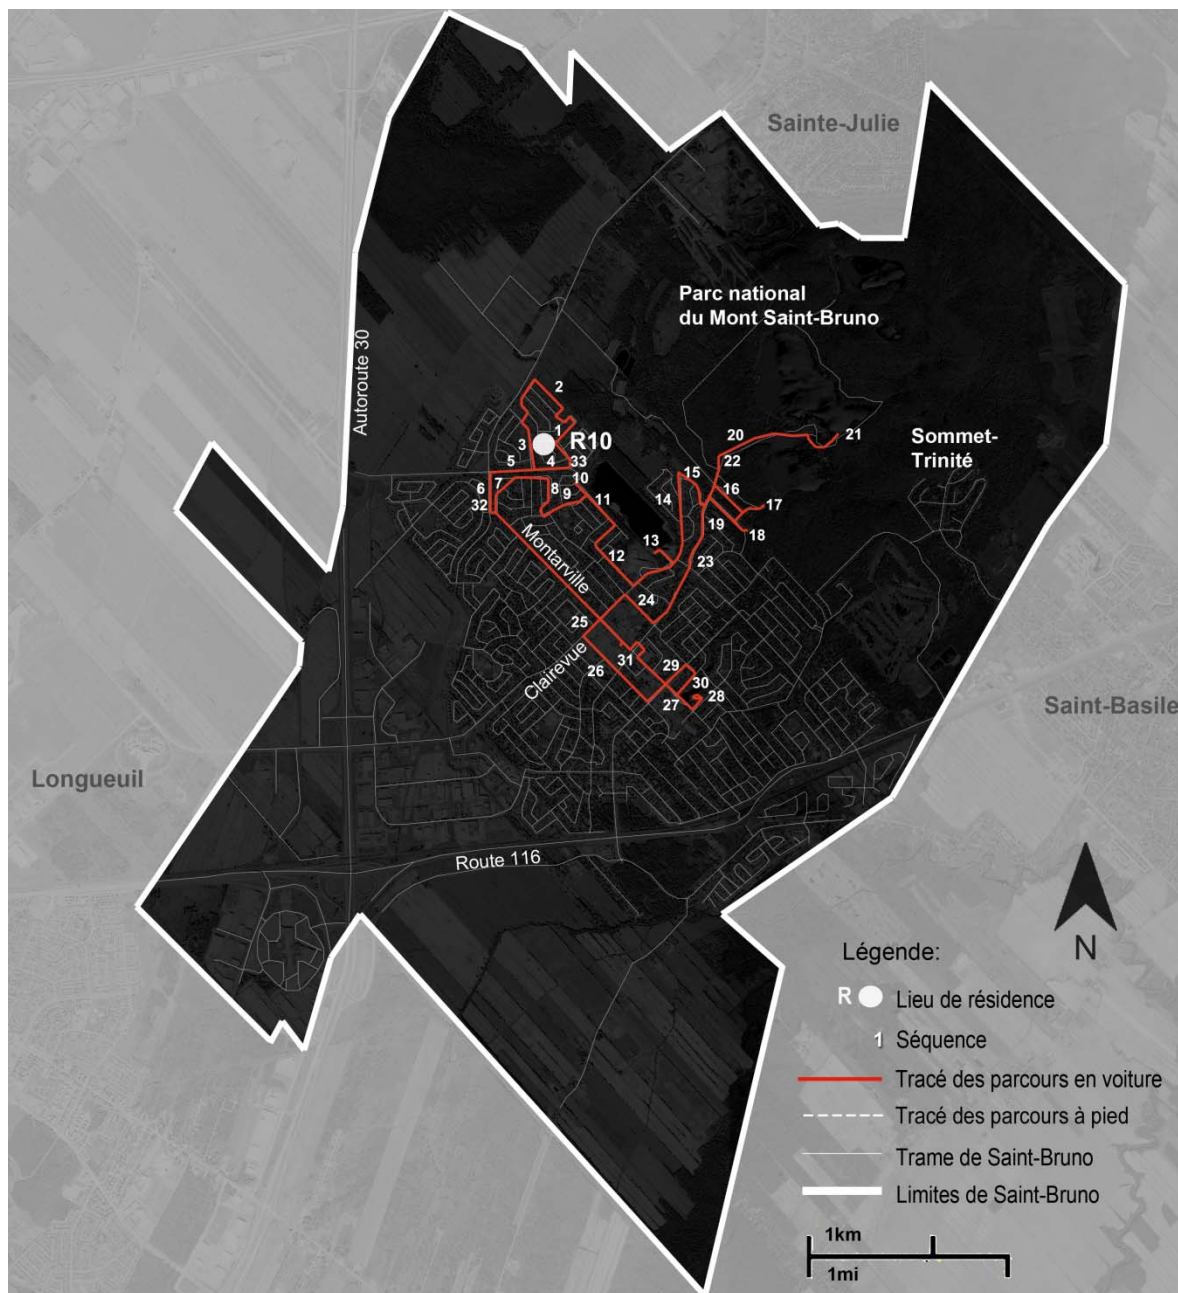 Sainte-Julie
Parc national
du Mont Saint-Bruno
Autoroute 30
Sommet-
Trinité
2
1
R10
3
4
33
5
6
7
32
8
9
10
11
12
13
14
15
16
17
18
19
20
21
22
23
24
25
26
27
28
29
30
31
Montarville
Clairevue
Saint-Basile
Longueuil
Route 116
N
Légende:
R Lieu de résidence
1 Séquence
Tracé des parcours en voiture
Tracé des parcours à pied
Trame de Saint-Bruno
Limites de Saint-Bruno
1km
1mi